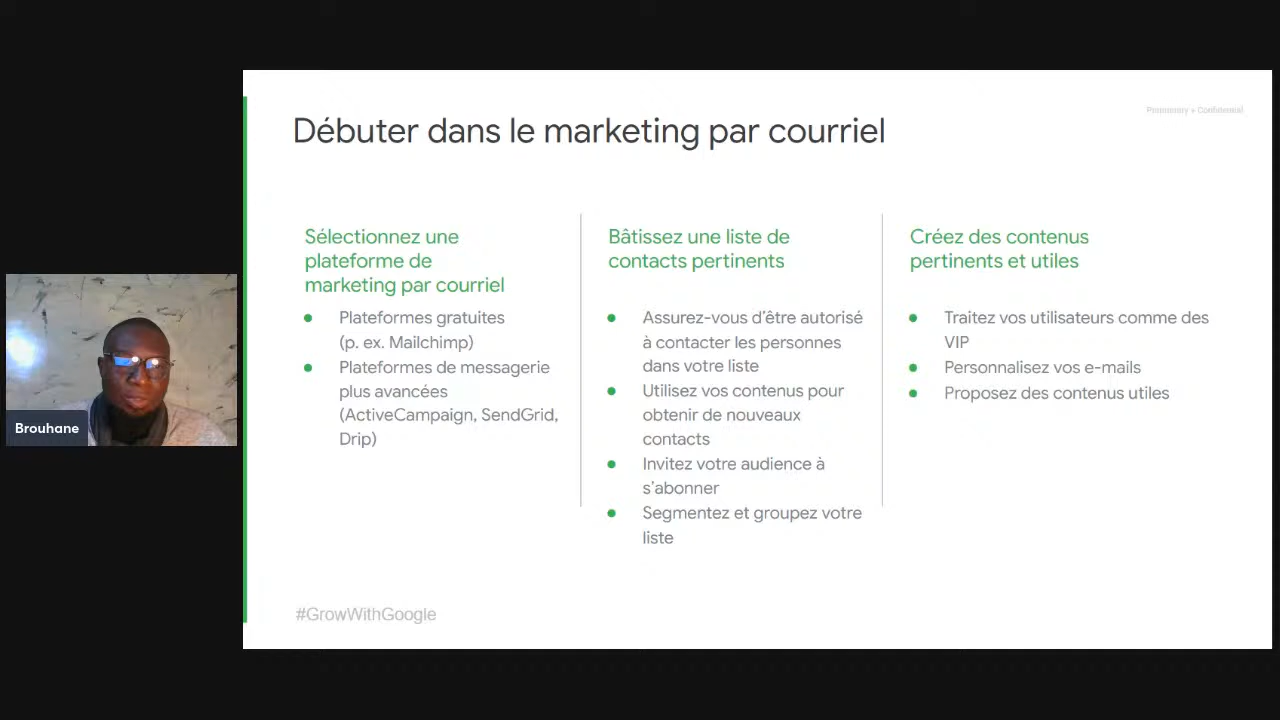 Proprietary + Confidential
Débuter dans le marketing par courriel
Sélectionnez une
plateforme de
marketing par courriel
Plateformes gratuites
(p. ex. Mailchimp)
Plateformes de messagerie
plus avancées
(ActiveCampaign, SendGrid,
Drip)
Bâtissez une liste de
contacts pertinents
Assurez-vous d'être autorisé
à contacter les personnes
dans votre liste
Utilisez vos contenus pour
obtenir de nouveaux
contacts
Invitez votre audience à
s'abonner
Segmentez et groupez votre
liste
Créez des contenus
pertinents et utiles
Traitez vos utilisateurs comme des
VIP
Personnalisez vos e-mails
Proposez des contenus utiles
Brouhane
#GrowWithGoogle